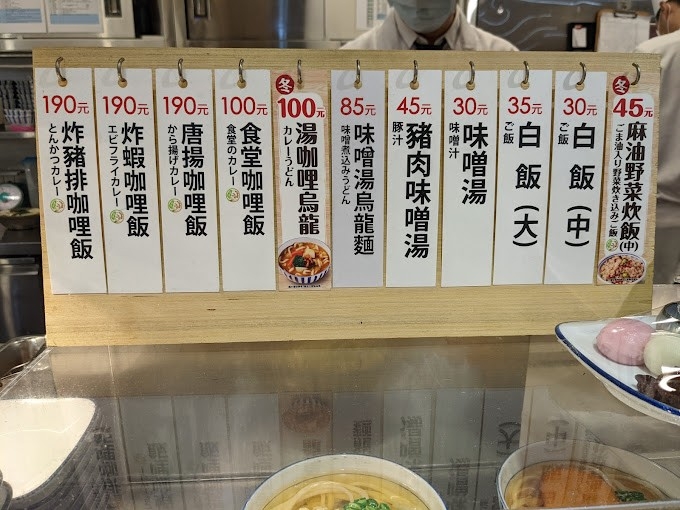 冬
45元
麻油野菜炊飯(中)
ごま油入り野菜炊き込みご飯
30元
白飯(中)
ご飯
35元
白飯(大)
ご飯
30元
味噌湯
味噌汁
45元
豬肉味噌湯
豚汁
85元
味噌湯烏龍麵
味噌煮込みうどん
冬
100元
湯咖哩烏龍
カレーうどん
100元
食堂咖哩飯
食堂のカレー
190元
唐揚咖哩飯
から揚げカレー
190元
炸蝦咖哩飯
エビフライカレー
190元
炸豬排咖哩飯
とんかつカレー